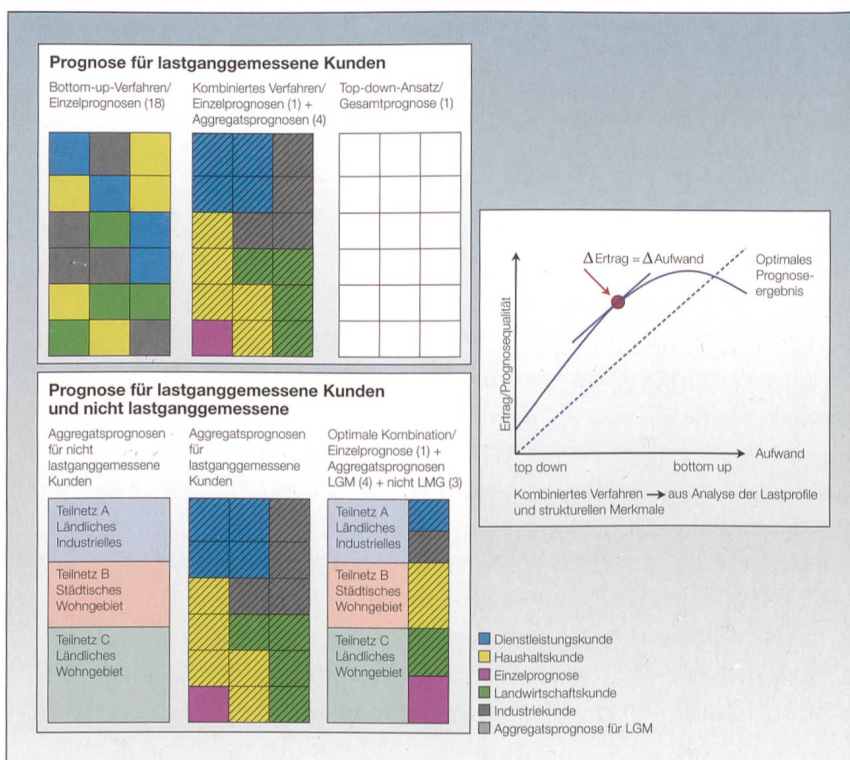 Prognose für lastganggemessene Kunden
Bottom-up-Verfahren/
Einzelprognosen (18)
Kombiniertes Verfahren/
Einzelprognosen (1) +
Aggregatsprognosen (4)
Top-down-Ansatz/
Gesamtprognose (1)
Prognose für lastganggemessene Kunden
und nicht lastganggemessene
Aggregatsprognosen
für nicht
lastganggemessene
Kunden
Aggregatsprognosen
für
lastganggemessene
Kunden
Optimale Kombination/
Einzelprognose (1) +
Aggregatsprognosen
LGM (4) + nicht LMG (3)
Teilnetz A
Ländliches
Industrielles
Teilnetz B
Städtisches
Wohngebiet
Teilnetz C
Ländliches
Wohngebiet
Teilnetz A
Ländliches
Industrielles
Teilnetz B
Städtisches
Wohngebiet
Teilnetz C
Ländliches
Wohngebiet
Δ Ertrag = Δ Aufwand
Optimales
Prognose-
ergebnis
Ertrag/Prognosequalität
Aufwand
top down
bottom up
Kombiniertes Verfahren → aus Analyse der Lastprofile
und strukturellen Merkmale
Dienstleistungskunde
Haushaltskunde
Einzelprognose
Landwirtschaftskunde
Industriekunde
Aggregatsprognose für LGM